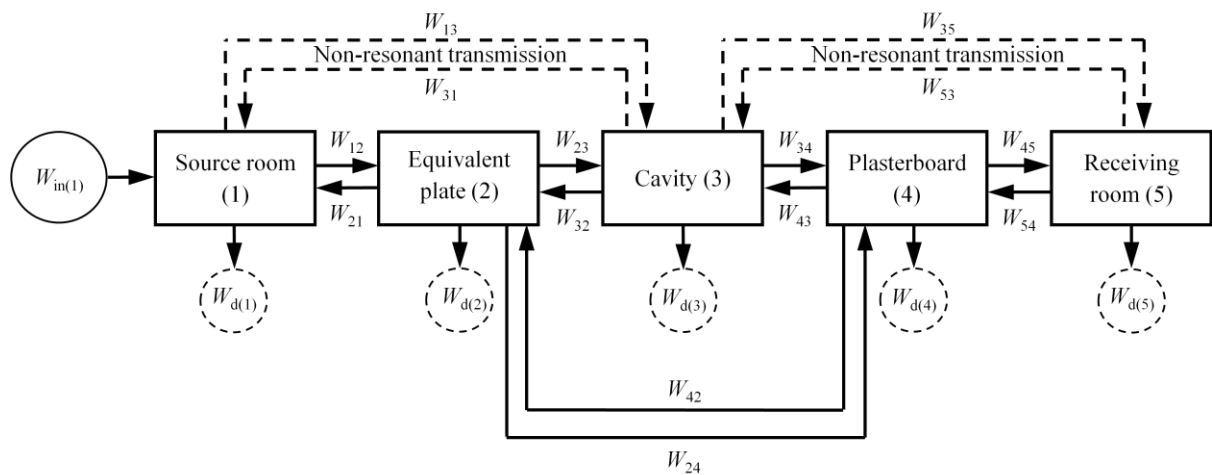 W13
Non-resonant transmission
W31
W35
Non-resonant transmission
W53
Win(1)
Source room
(1)
W12
W21
Equivalent
plate (2)
W23
W32
Cavity (3)
W34
W43
Plasterboard
(4)
W45
W54
Receiving
room (5)
Wd(1)
Wd(2)
Wd(3)
Wd(4)
Wd(5)
W42
W24